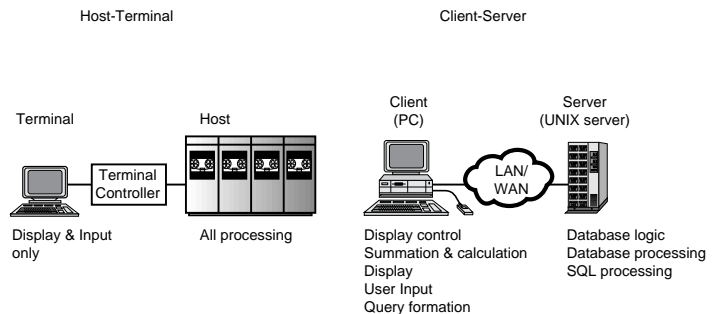 Host-Terminal
Client-Server
Terminal
Host
Terminal
Controller
Display & Input
only
All processing
Client
(PC)
Server
(UNIX server)
LAN/
WAN
Display control
Summation & calculation
Display
User Input
Query formation
Database logic
Database processing
SQL processing